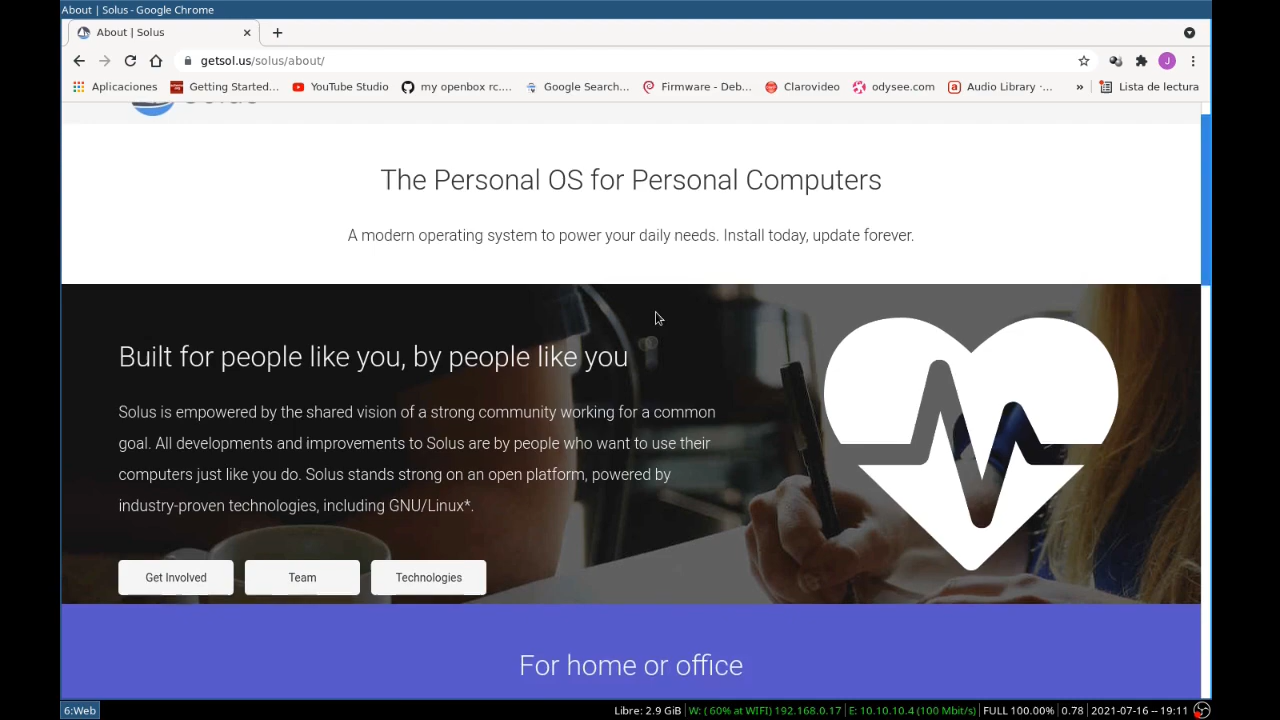 About | Solus - Google Chrome
About | Solus
getsol.us/solus/about/
Aplicaciones
Getting Started...
YouTube Studio
my openbox rc....
Google Search...
Firmware - Deb...
Clarovideo
odysee.com
Audio Library -...
»
Lista de lectura
J
The Personal OS for Personal Computers
A modern operating system to power your daily needs. Install today, update forever.
Built for people like you, by people like you
Solus is empowered by the shared vision of a strong community working for a common
goal. All developments and improvements to Solus are by people who want to use their
computers just like you do. Solus stands strong on an open platform, powered by
industry-proven technologies, including GNU/Linux*.
Get Involved
Team
Technologies
For home or office
6:Web
Libre: 2.9 GiB | W: ( 60% at WIFI) 192.168.0.17 | E: 10.10.10.4 (100 Mbit/s) | FULL 100.00% | 0.78 | 2021-07-16 -- 19:11